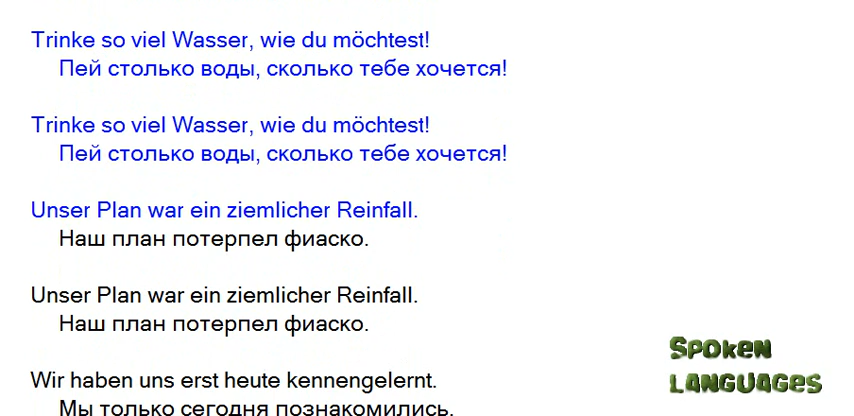 Trinke so viel Wasser, wie du möchtest!
Пей столько воды, сколько тебе хочется!
Trinke so viel Wasser, wie du möchtest!
Пей столько воды, сколько тебе хочется!
Unser Plan war ein ziemlicher Reinfall.
Наш план потерпел фиаско.
Unser Plan war ein ziemlicher Reinfall.
Наш план потерпел фиаско.
Wir haben uns erst heute kennengelernt.
Мы только сегодня познакомились.
Spoken
Languages